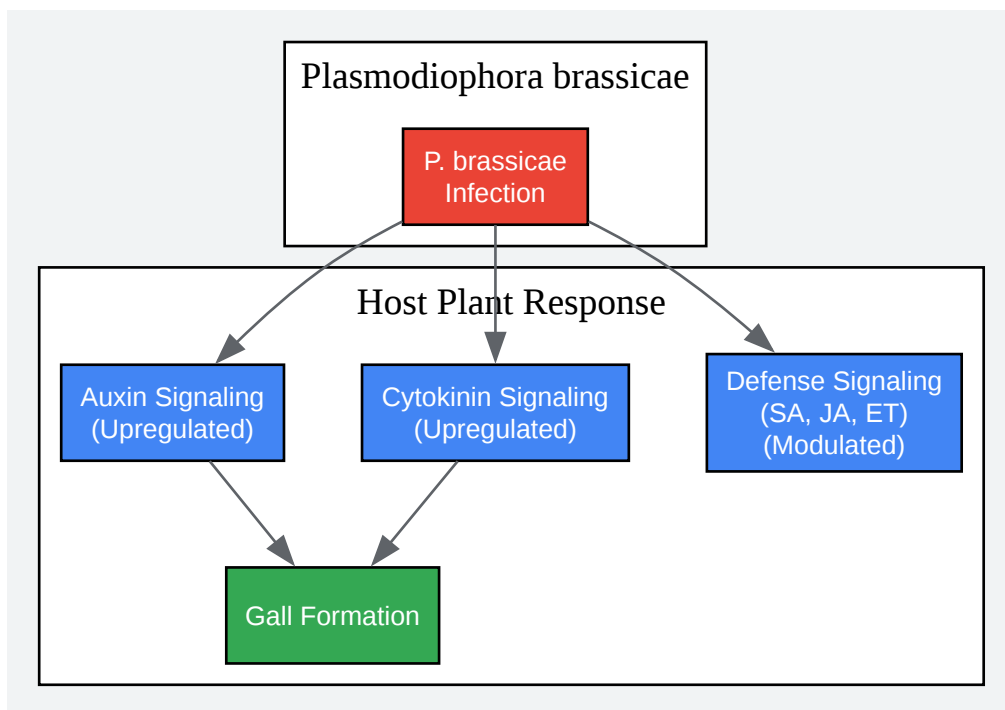 Plasmodiophora brassicae
P. brassicae
Infection
Host Plant Response
Auxin Signaling
(Upregulated)
Cytokinin Signaling
(Upregulated)
Defense Signaling
(SA, JA, ET)
(Modulated)
Gall Formation